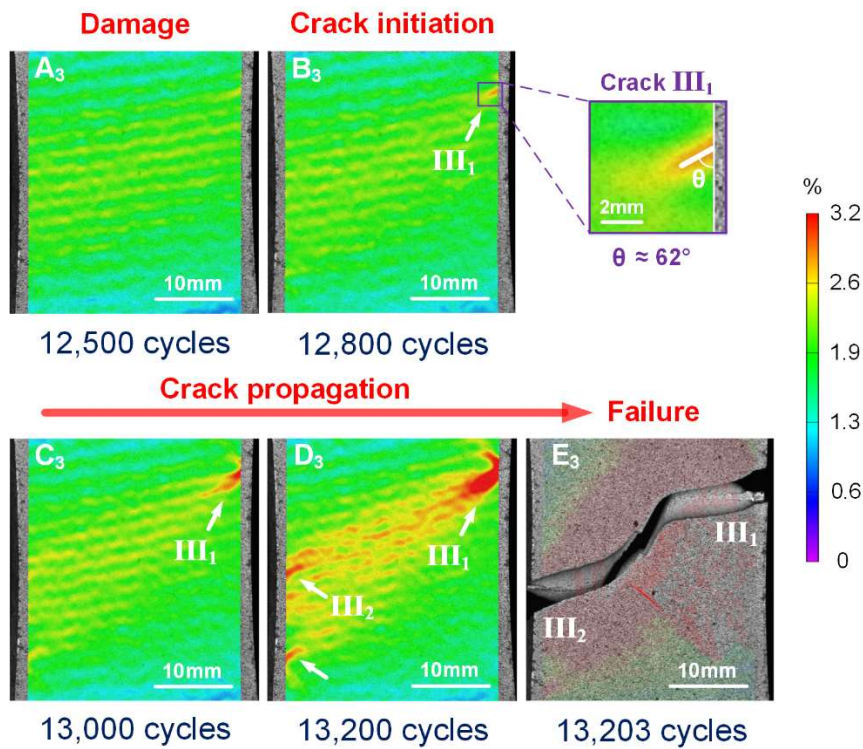 Damage
Crack initiation
A3
B3
III1
10mm
10mm
12,500 cycles
12,800 cycles
Crack III1
θ
2mm
θ ≈ 62°
%
3.2
2.6
1.9
1.3
0.6
0
Crack propagation
Failure
C3
D3
E3
III1
III1
III1
III2
III2
10mm
10mm
10mm
13,000 cycles
13,200 cycles
13,203 cycles